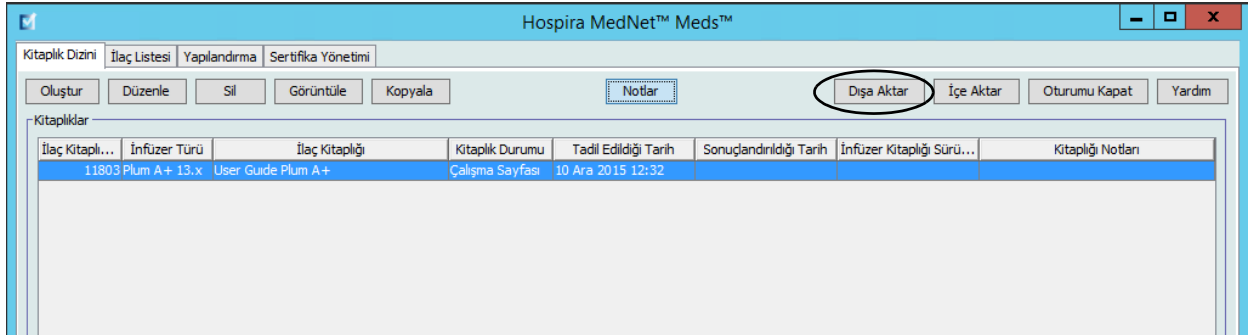 Hospira MedNet™ Meds™
Kitaplık Dizini İlaç Listesi Yapılandırma Sertifika Yönetimi
Oluştur Düzenle Sil Görüntüle Kopyala Notlar Dışa Aktar İçe Aktar Oturumu Kapat Yardım
Kitaplıklar
İlaç Kitaplı... İnfüzer Türü İlaç Kitaplığı Kitaplık Durumu Tadil Edildiği Tarih Sonuçlandırıldığı Tarih İnfüzer Kitaplığı Sürü... Kitaplığı Notları
11803 Plum A+ 13.x User Guıde Plum A+ Çalışma Sayfası 10 Ara 2015 12:32